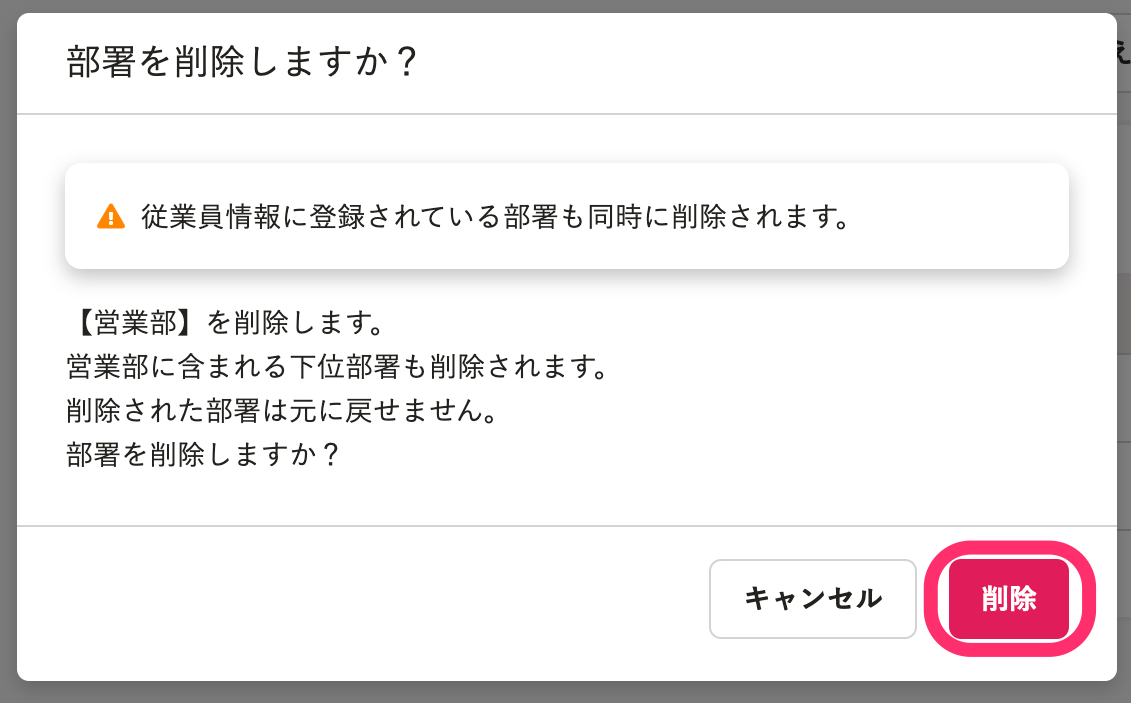 部署を削除しますか？
従業員情報に登録されている部署も同時に削除されます。
【営業部】を削除します。
営業部に含まれる下位部署も削除されます。
削除された部署は元に戻せません。
部署を削除しますか？
キャンセル
削除